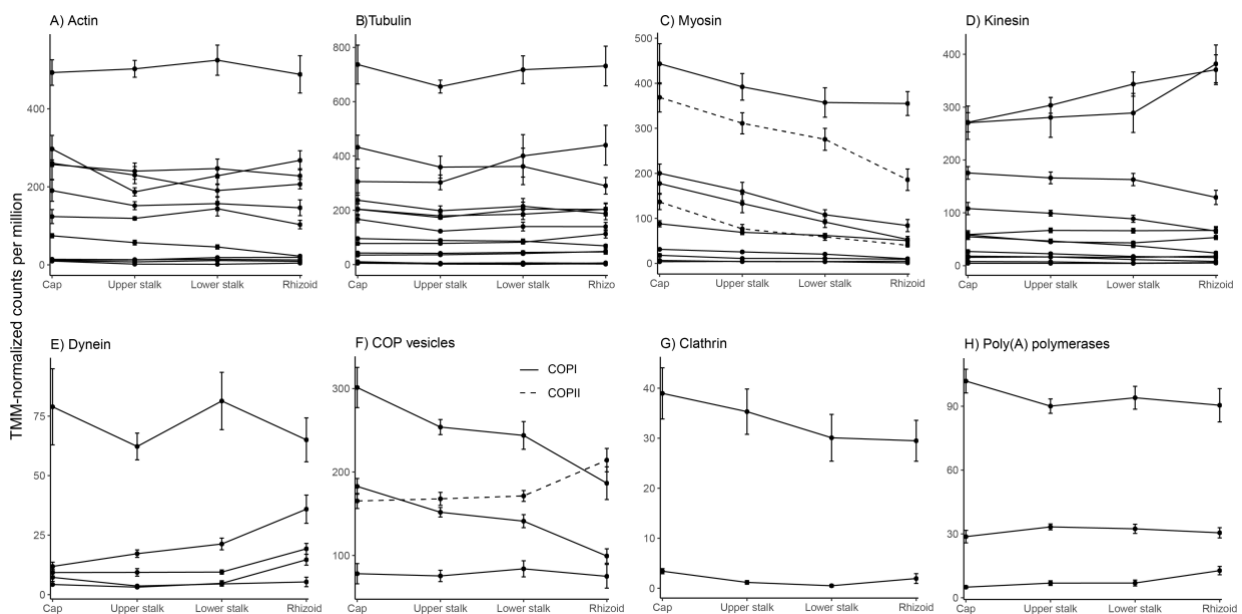 A) Actin
B)Tubulin
C) Myosin
D) Kinesin
TMM-normalized counts per million
400
200
0
Cap Upper stalk Lower stalk Rhizoid
800
600
400
200
0
Cap Upper stalk Lower stalk Rhizo
500
400
300
200
100
0
Cap Upper stalk Lower stalk Rhizoid
400
300
200
100
0
Cap Upper stalk Lower stalk Rhizoid
E) Dynein
F) COP vesicles
G) Clathrin
H) Poly(A) polymerases
75
50
25
0
Cap Upper stalk Lower stalk Rhizoid
COPI
COPII
300
200
100
Cap Upper stalk Lower stalk Rhizoid
40
30
20
10
0
Cap Upper stalk Lower stalk Rhizoid
90
60
30
0
Cap Upper stalk Lower stalk Rhizoid